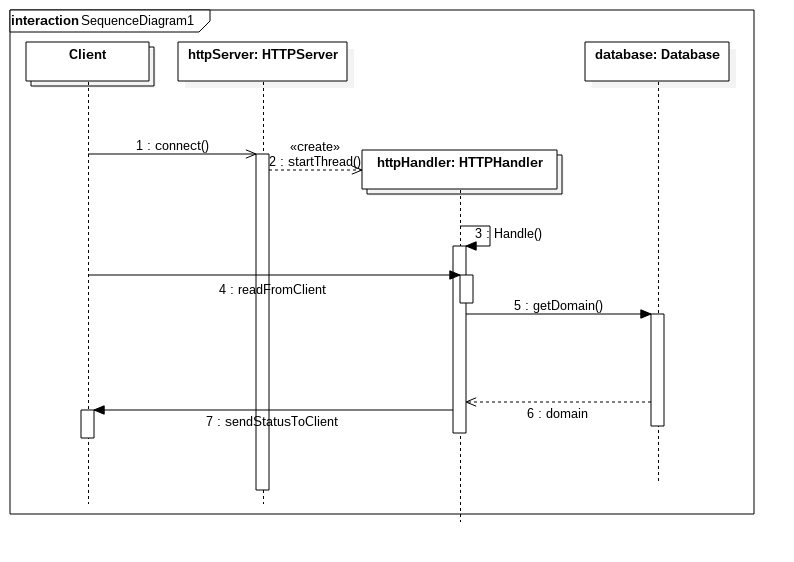 interaction SequenceDiagram1
Client
httpServer: HTTPServer
database: Database
1 : connect()
«create»
2 : startThread()
httpHandler: HTTPHandler
3 : Handle()
4 : readFromClient
5 : getDomain()
6 : domain
7 : sendStatusToClient